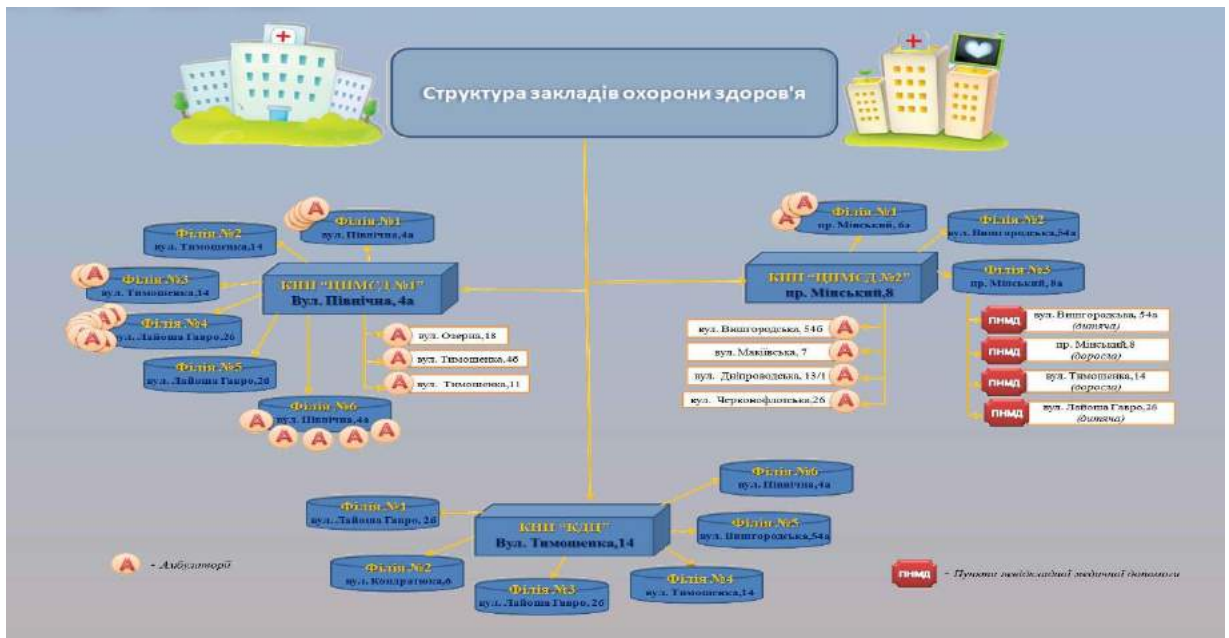 Структура закладів охорони здоров'я
Філія №1
вул. Північна,4а
Філія №2
вул. Тимошенка,14
Філія №3
вул. Тимошенка,14
Філія №4
вул. Лайоша Гавро,26
Філія №5
вул. Лайоша Гавро,26
Філія №6
вул. Північна,4а
КНП "ЦПМСД №1"
Вул. Північна, 4а
вул. Озерна,18
вул. Тимошенка,4б
вул. Тимошенка,11
Філія №1
пр. Мінський, 6а
Філія №2
вул. Вишгородська,54а
Філія №3
пр. Мінський, 8а
КНП "ЦПМСД №2"
пр. Мінський,8
вул. Вишгородська, 54б
А
вул. Макіївська, 7
А
вул. Дніпроводська, 13/1
А
вул. Червонофлотська,26
А
ПНМД
вул. Вишгородська, 54а
(дитяча)
ПНМД
пр. Мінський,8
(доросла)
ПНМД
вул. Тимошенка,14
(доросла)
ПНМД
вул. Лайоша Гавро,26
(дитяча)
Філія №1
вул. Лайоша Гавро, 26
Філія №2
вул. Кондратюка,6
Філія №3
вул. Лайоша Гавро,26
Філія №4
вул. Тимошенка,14
Філія №5
вул. Вишгородська,54а
Філія №6
вул. Північна,4а
КНП "КДЦ"
Вул. Тимошенка,14
А - Амбулаторії
ПНМД - Пункти невідкладної медичної допомоги